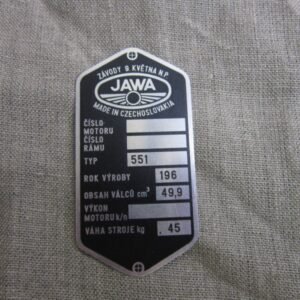 ZÁVODY 9. KVĚTNA N.P.
JAWA
MADE IN CZECHOSLOVAKIA
ČÍSLO MOTORU
ČÍSLO RÁMU
TYP 551
ROK VÝROBY 196
OBSAH VÁLCŮ cm³ 49,9
VÝKON MOTORU k/n
VÁHA STROJE kg . 45